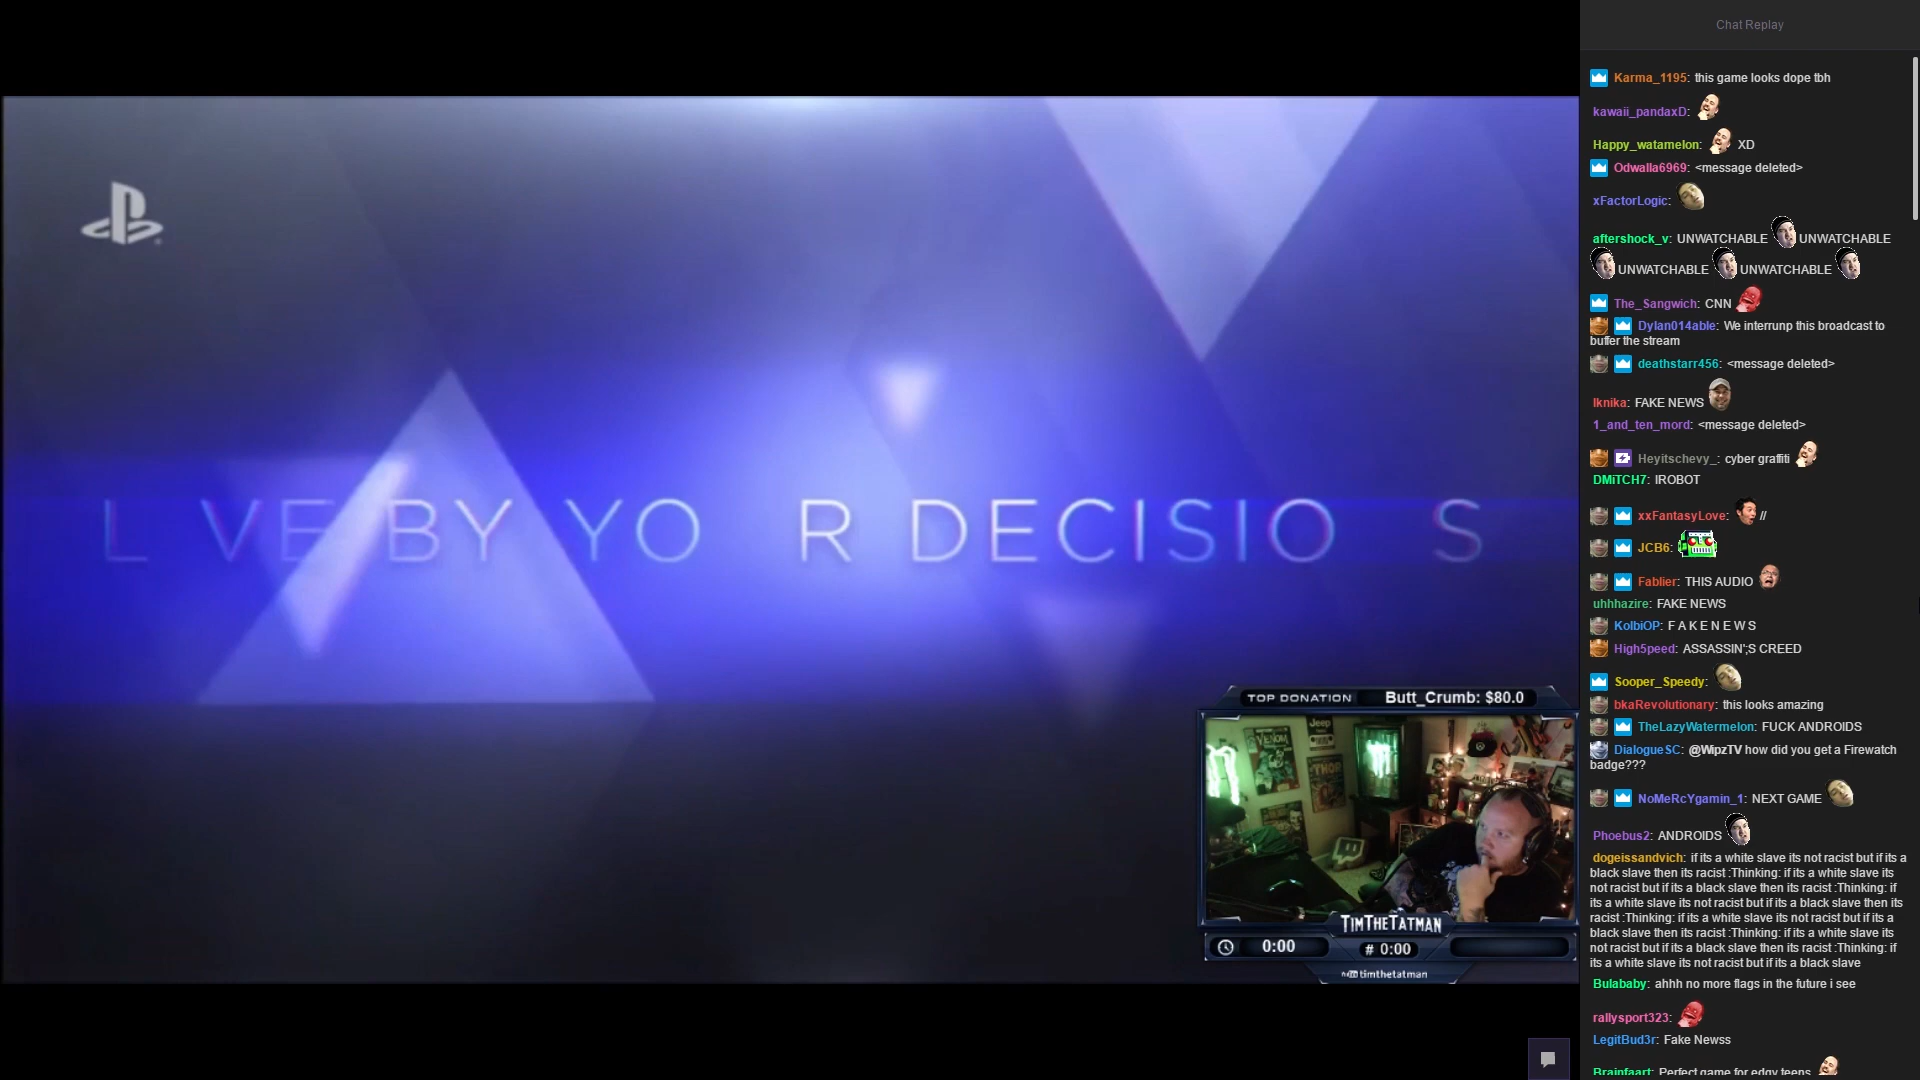 Chat Replay
Karma_1195: this game looks dope tbh
kawaii_pandaxD:
Happy_watamelon: XD
Odwalla6969: <message deleted>
xFactorLogic:
aftershock_v: UNWATCHABLE UNWATCHABLE
UNWATCHABLE UNWATCHABLE
The_Sangwich: CNN
Dylan014able: We interrunp this broadcast to
buffer the stream
deathstarr456: <message deleted>
Iknika: FAKE NEWS
1_and_ten_mord: <message deleted>
Heyitschevy_: cyber graffiti
DMiTCH7: IROBOT
xxFantasyLove: //
JCB6:
Fablier: THIS AUDIO
uhhhazire: FAKE NEWS
KolbiOP: F A K E N E W S
High5peed: ASSASSIN';S CREED
Sooper_Speedy:
bkaRevolutionary: this looks amazing
TheLazyWatermelon: FUCK ANDROIDS
DialogueSC: @WipzTV how did you get a Firewatch
badge???
NoMeRcYgamin_1: NEXT GAME
Phoebus2: ANDROIDS
dogeissandvich: if its a white slave its not racist but if its a
black slave then its racist :Thinking: if its a white slave its
not racist but if its a black slave then its racist :Thinking: if
its a white slave its not racist but if its a black slave then its
racist :Thinking: if its a white slave its not racist but if its a
black slave then its racist :Thinking: if its a white slave its
not racist but if its a black slave then its racist :Thinking: if
its a white slave its not racist but if its a black slave
Bulababy: ahhh no more flags in the future i see
rallysport323:
LegitBud3r: Fake Newss
Brainfaart: Perfect game for edgy teens
L VE BY YO R DECISIO S
TOP DONATION Butt_Crumb: $80.0
VENOM
Jeep
THOR
TIMTHETATMAN
0:00
# 0:00
timthetatman